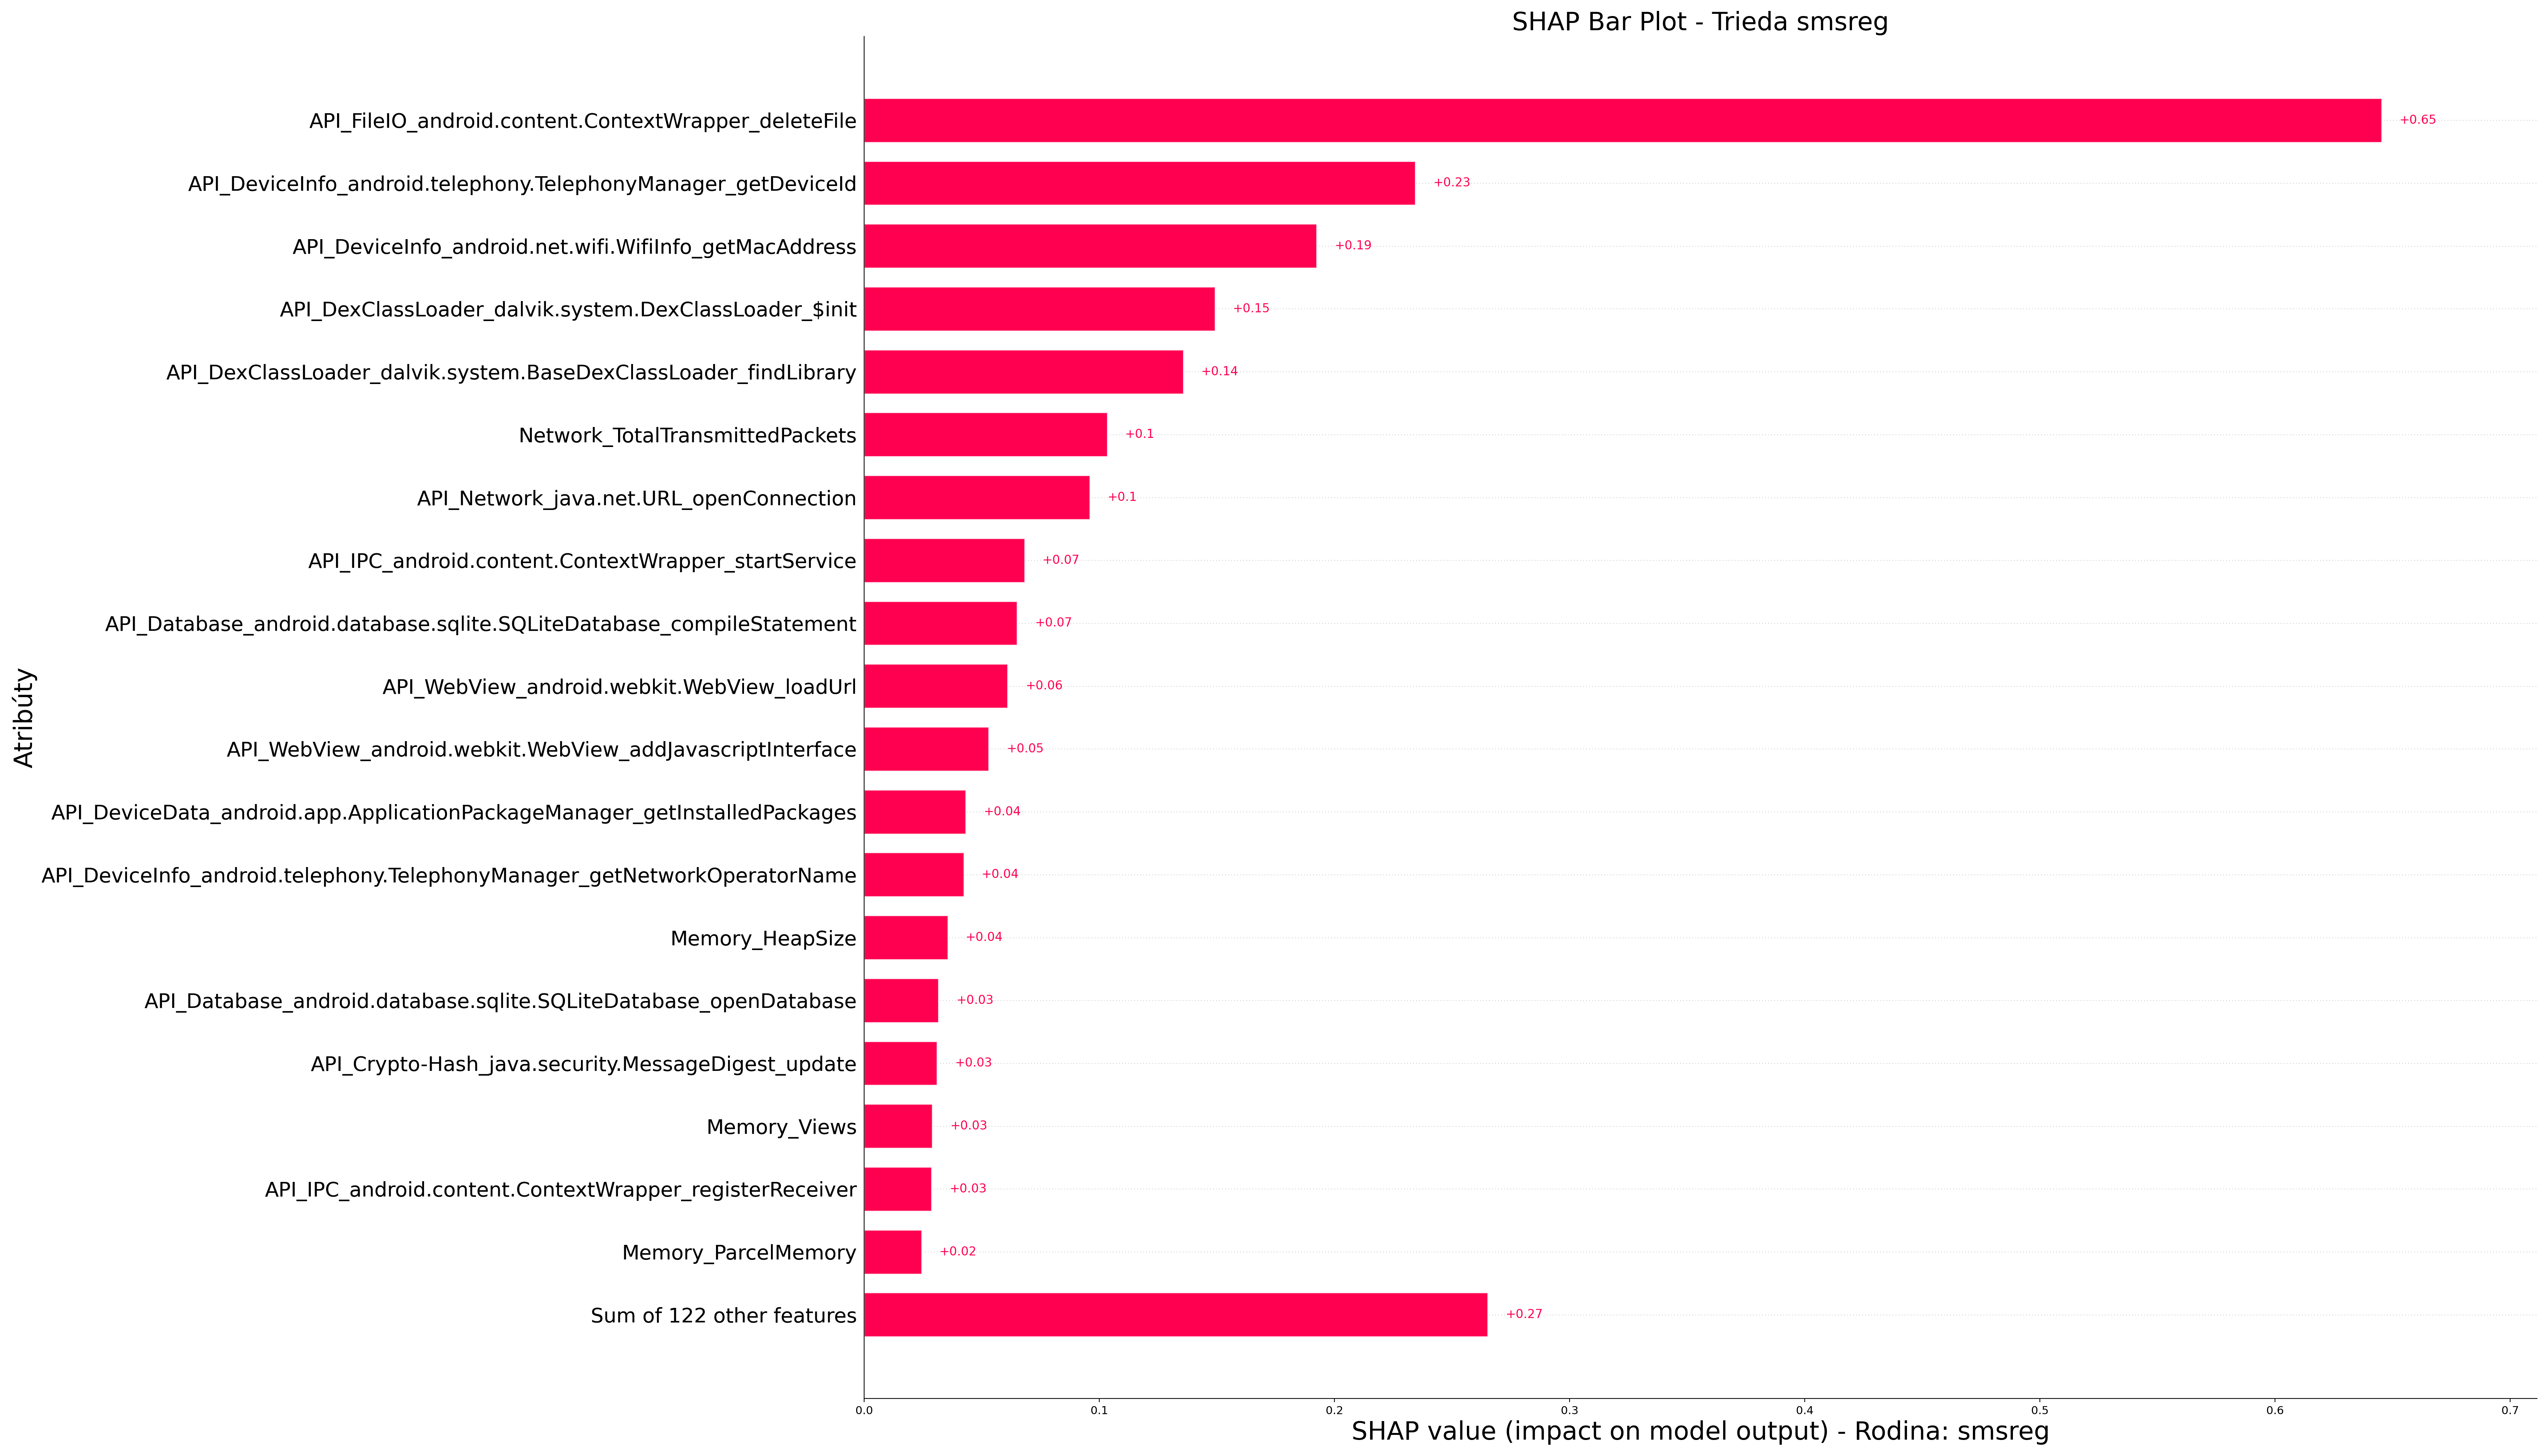 SHAP Bar Plot - Trieda smsreg
API_FileIO_android.content.ContextWrapper_deleteFile +0.65
API_DeviceInfo_android.telephony.TelephonyManager_getDeviceId +0.23
API_DeviceInfo_android.net.wifi.WifiInfo_getMacAddress +0.19
API_DexClassLoader_dalvik.system.DexClassLoader_$init +0.15
API_DexClassLoader_dalvik.system.BaseDexClassLoader_findLibrary +0.14
Network_TotalTransmittedPackets +0.1
API_Network_java.net.URL_openConnection +0.1
API_IPC_android.content.ContextWrapper_startService +0.07
API_Database_android.database.sqlite.SQLiteDatabase_compileStatement +0.07
API_WebView_android.webkit.WebView_loadUrl +0.06
API_WebView_android.webkit.WebView_addJavascriptInterface +0.05
API_DeviceData_android.app.ApplicationPackageManager_getInstalledPackages +0.04
API_DeviceInfo_android.telephony.TelephonyManager_getNetworkOperatorName +0.04
Memory_HeapSize +0.04
API_Database_android.database.sqlite.SQLiteDatabase_openDatabase +0.03
API_Crypto-Hash_java.security.MessageDigest_update +0.03
Memory_Views +0.03
API_IPC_android.content.ContextWrapper_registerReceiver +0.03
Memory_ParcelMemory +0.02
Sum of 122 other features +0.27
Atribúty
0.0 0.1 0.2 0.3 0.4 0.5 0.6 0.7
SHAP value (impact on model output) - Rodina: smsreg